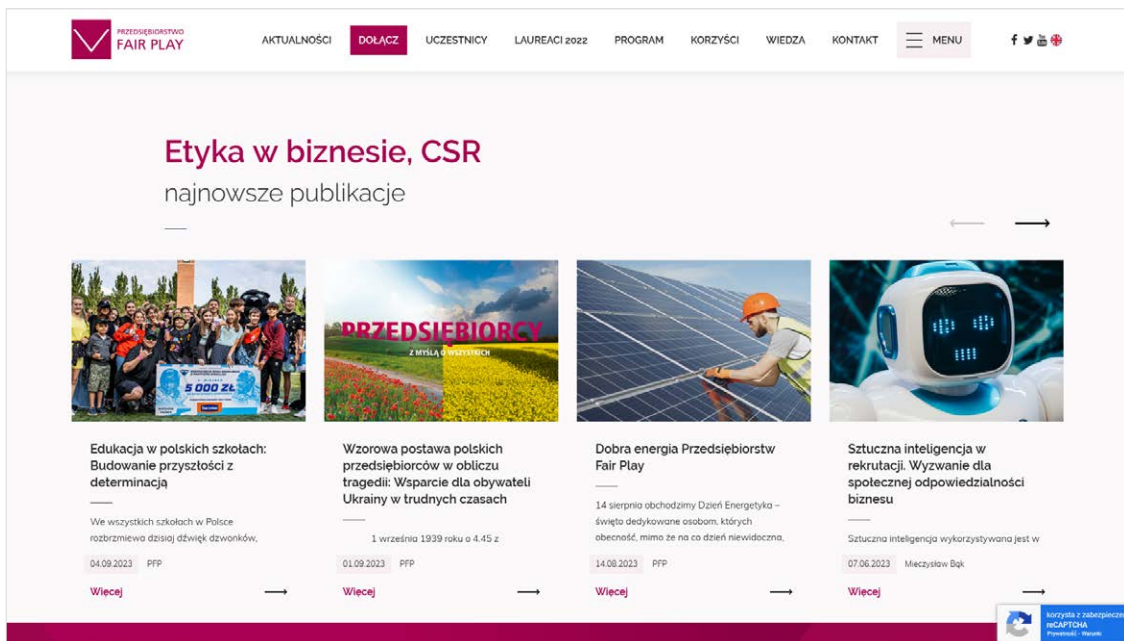 PRZEDSIĘBIORSTWO
FAIR PLAY
AKTUALNOŚCI DOŁĄCZ UCZESTNICY LAUREACI 2022 PROGRAM KORZYŚCI WIEDZA KONTAKT MENU
Etyka w biznesie, CSR
najnowsze publikacje
5 000 ZŁ
PRZEDSIĘBIORCY
Z MYŚLĄ O WSZYSTKICH
Edukacja w polskich szkołach:
Budowanie przyszłości z
determinacją
We wszystkich szkołach w Polsce
rozbrzmiewa dzisiaj dźwięk dzwonków,
04.09.2023 PFP
Więcej
Wzorowa postawa polskich
przedsiębiorców w obliczu
tragedii: Wsparcie dla obywateli
Ukrainy w trudnych czasach
1 września 1939 roku o 4.45 z
01.09.2023 PFP
Więcej
Dobra energia Przedsiębiorstw
Fair Play
14 sierpnia obchodzimy Dzień Energetyka –
święto dedykowane osobom, których
obecność, mimo że na co dzień niewidoczna,
14.08.2023 PFP
Więcej
Sztuczna inteligencja w
rekrutacji. Wyzwanie dla
społecznej odpowiedzialności
biznesu
Sztuczna inteligencja wykorzystywana jest w
07.06.2023 Mieczysław Bąk
Więcej
korzysta z zabezpieczeń
reCAPTCHA
Prywatność - Warunki